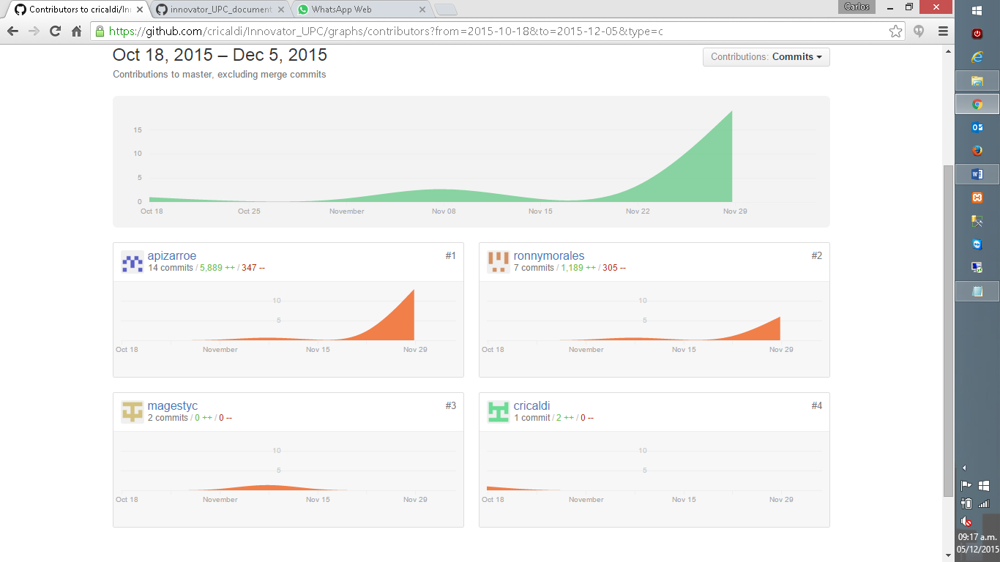 Contributors to cricaldi/In
innovator_UPC_document
WhatsApp Web
Carlos
https://github.com/cricaldi/Innovator_UPC/graphs/contributors?from=2015-10-18&to=2015-12-05&type=c
Oct 18, 2015 – Dec 5, 2015
Contributions: Commits
Contributions to master, excluding merge commits
15
10
5
0
Oct 18 Oct 25 November Nov 08 Nov 15 Nov 22 Nov 29
apizarroe #1
14 commits / 5,889 ++ / 347 --
10
5
Oct 18 November Nov 15 Nov 29
ronnymorales #2
7 commits / 1,189 ++ / 305 --
10
5
Oct 18 November Nov 15 Nov 29
magestyc #3
2 commits / 0 ++ / 0 --
10
5
Oct 18 November Nov 15 Nov 29
cricaldi #4
1 commit / 2 ++ / 0 --
10
5
Oct 18 November Nov 15 Nov 29
09:17 a.m.
05/12/2015